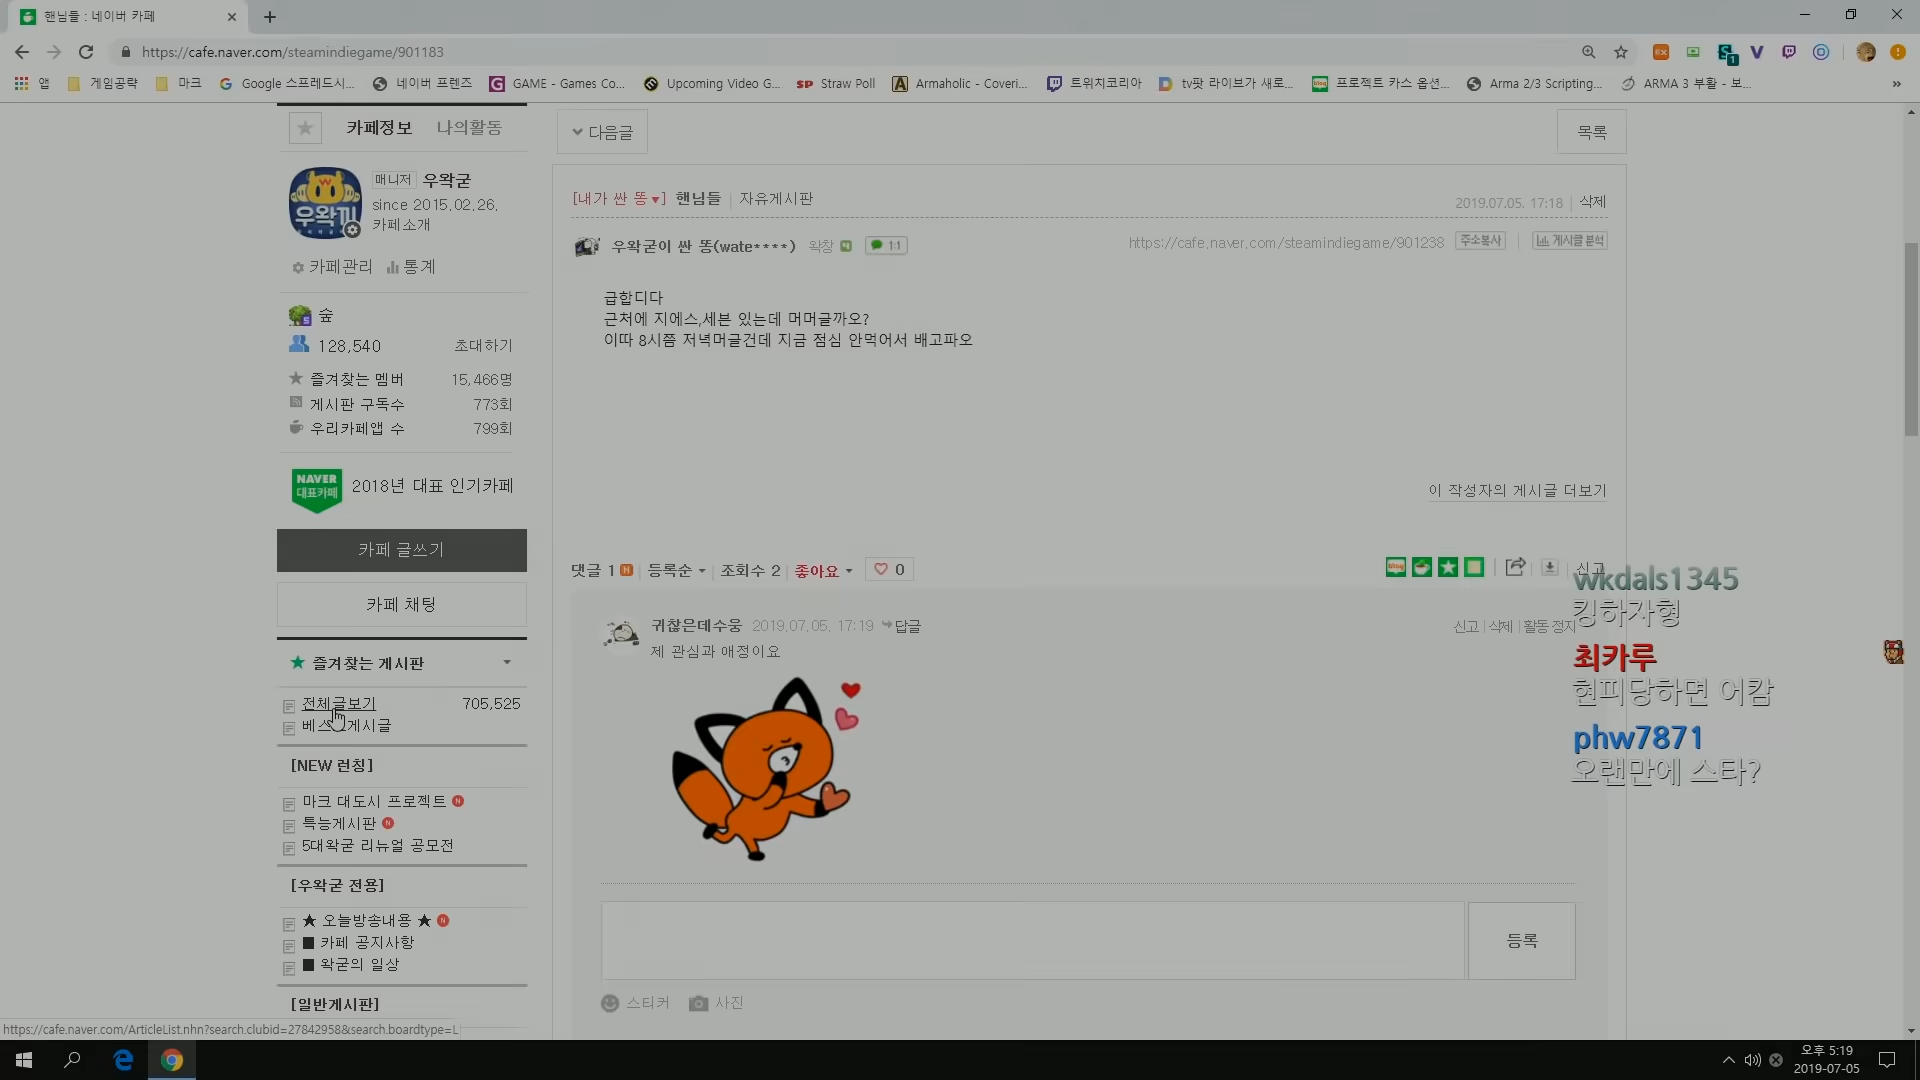 핸님들 : 네이버 카페
https://cafe.naver.com/steamindiegame/901183
앱
게임공략
마크
Google 스프레드시...
네이버 프렌즈
GAME - Games Co...
Upcoming Video G...
Straw Poll
Armaholic - Coveri...
트위치코리아
tv팟 라이브가 새로...
프로젝트 카스 옵션...
Arma 2/3 Scripting...
ARMA 3 부활 - 보...
»
카페정보
나의활동
매니저 우왁굳
since 2015.02.26.
카페소개
카페관리
통계
숲
128,540
초대하기
즐겨찾는 멤버
15,466명
게시판 구독수
773회
우리카페앱 수
799회
NAVER
대표카페
2018년 대표 인기카페
카페 글쓰기
카페 채팅
즐겨찾는 게시판
전체글보기
705,525
[NEW 런칭]
마크 대도시 프로젝트
특능게시판
5대왁굳 리뉴얼 공모전
[우왁굳 전용]
★ 오늘방송내용 ★
■ 카페 공지사항
■ 왁굳의 일상
[일반게시판]
https://cafe.naver.com/ArticleList.nhn?search.clubid=27842958&search.boardtype=L
다음글
목록
[내가 싼 똥▼] 핸님들 | 자유게시판
2019.07.05. 17:18 | 삭제
우왁굳이 싼 똥(wate****) 왁창
1:1
https://cafe.naver.com/steamindiegame/901238
주소복사
게시글 분석
급합디다
근처에 지에스,세븐 있는데 머머글까오?
이따 8시쯤 저녁머글건데 지금 점심 안먹어서 배고파오
이 작성자의 게시글 더보기
댓글 1
등록순
조회수 2
좋아요
0
신고
귀찮은데수웅 2019.07.05. 17:19 답글
신고 | 삭제 | 활동 정지
제 관심과 애정이요
등록
스티커
사진
wkdals1345
킹하자형
최카루
현피당하면 어캄
phw7871
오랜만에 스타?
오후 5:19
2019-07-05